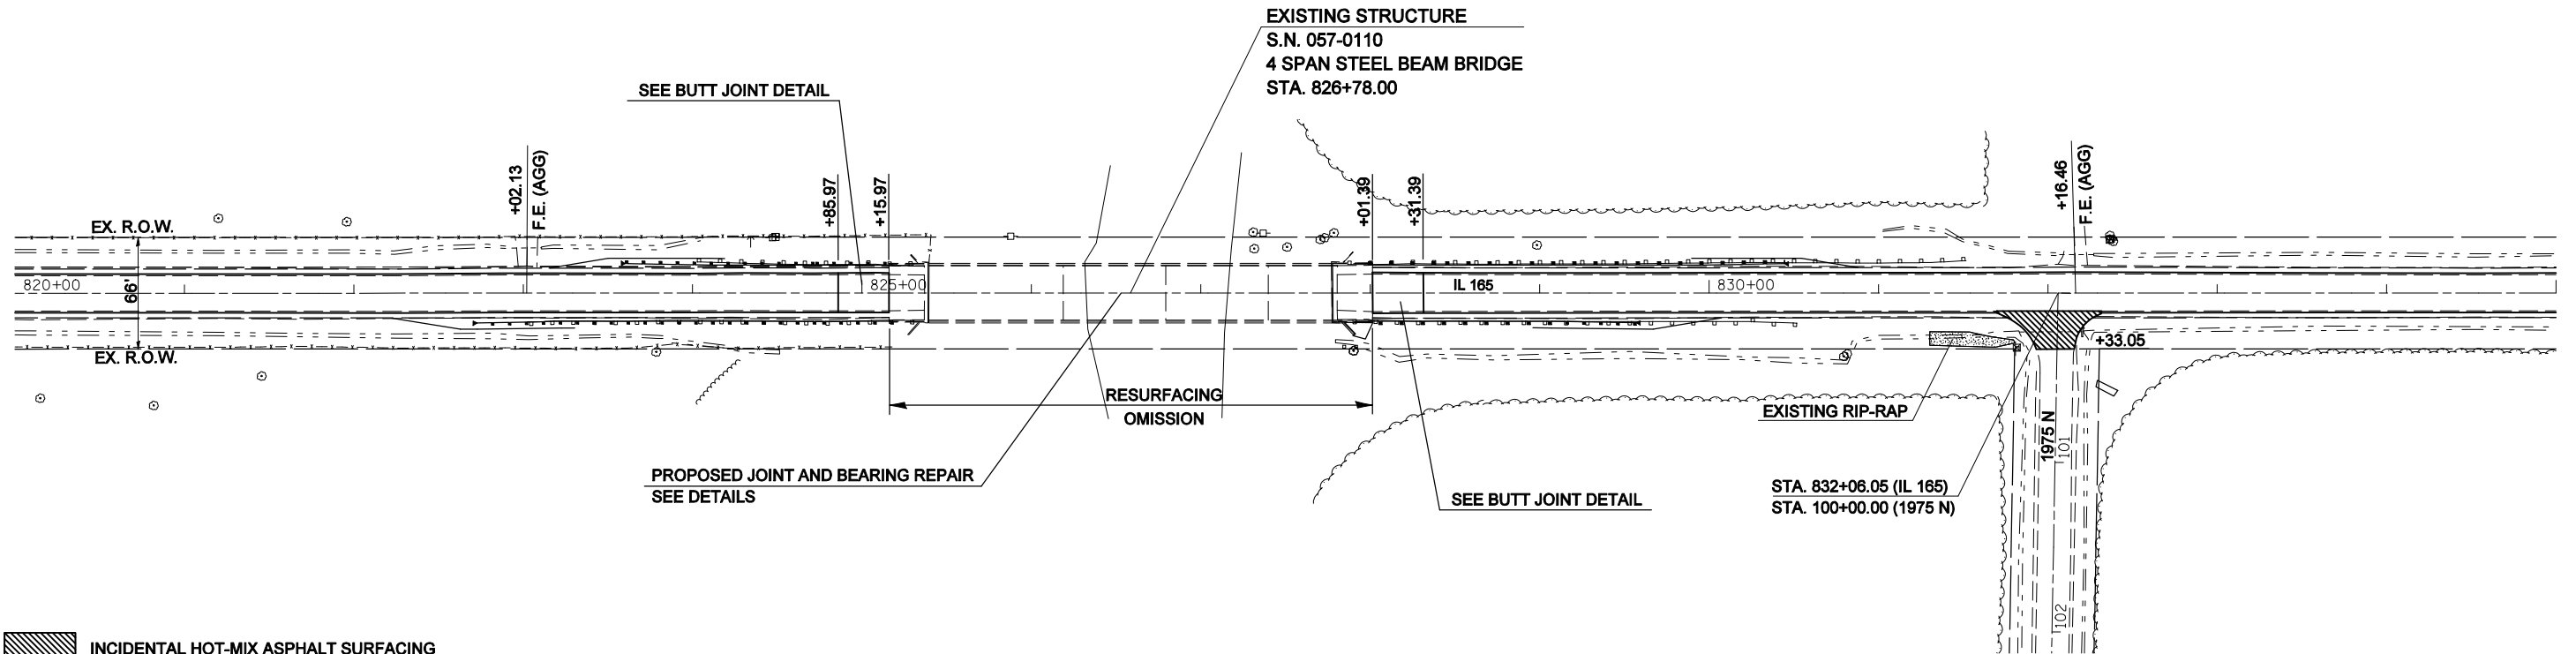 EXISTING STRUCTURE
S.N. 057-0110
4 SPAN STEEL BEAM BRIDGE
STA. 826+78.00
SEE BUTT JOINT DETAIL
+02.13
F.E. (AGG)
+85.97
+15.97
+01.39
+31.39
+16.46
F.E. (AGG)
EX. R.O.W.
820+00
66'
825+00
IL 165
830+00
EX. R.O.W.
+33.05
RESURFACING
OMISSION
EXISTING RIP-RAP
1975 N
101
PROPOSED JOINT AND BEARING REPAIR
SEE DETAILS
SEE BUTT JOINT DETAIL
STA. 832+06.05 (IL 165)
STA. 100+00.00 (1975 N)
102
INCIDENTAL HOT-MIX ASPHALT SURFACING